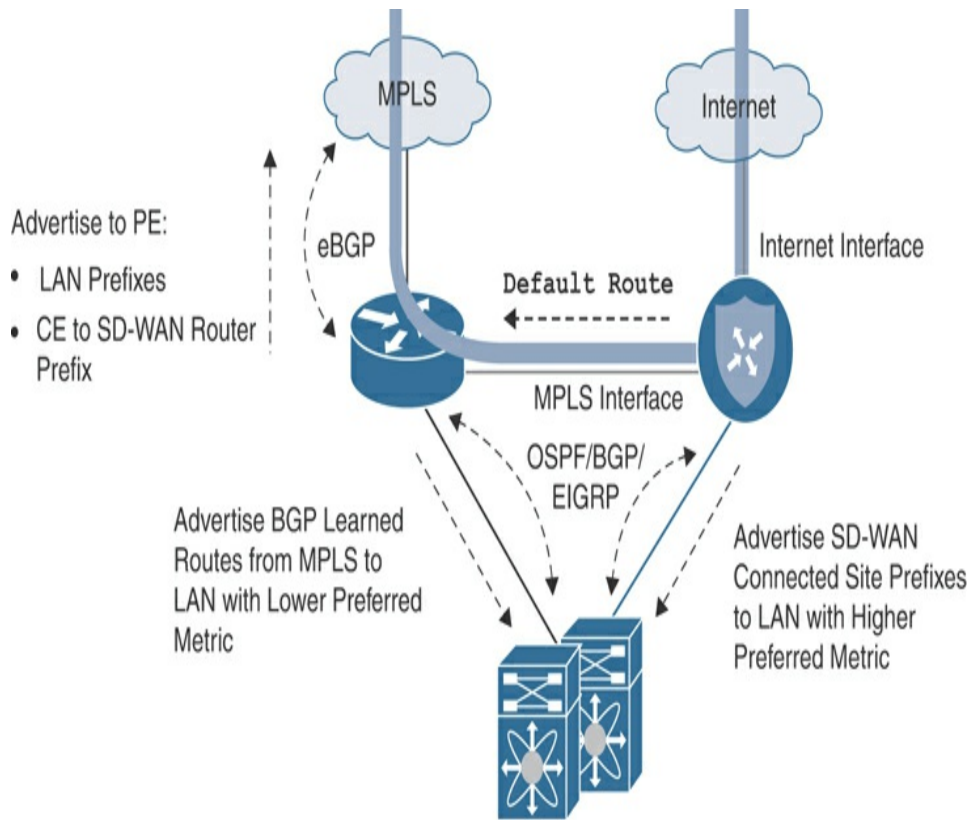 MPLS
Internet
Advertise to PE:
• LAN Prefixes
• CE to SD-WAN Router
Prefix
eBGP
Default Route
Internet Interface
MPLS Interface
OSPF/BGP/
EIGRP
Advertise BGP Learned
Routes from MPLS to
LAN with Lower Preferred
Metric
Advertise SD-WAN
Connected Site Prefixes
to LAN with Higher
Preferred Metric